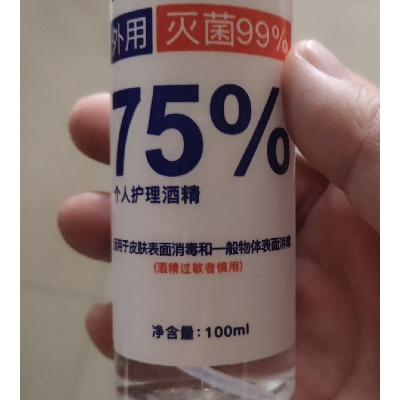 外用 灭菌99%
75%
个人护理酒精
适用于皮肤表面消毒和一般物体表面消毒
(酒精过敏者慎用)
净含量:100ml